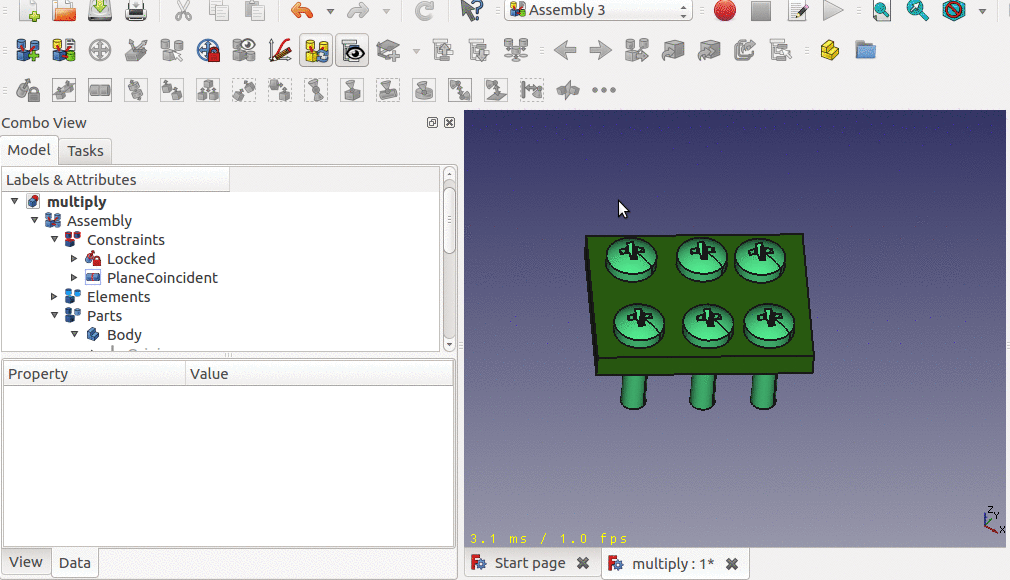 Assembly 3
Combo View
Model
Tasks
Labels & Attributes
multiply
Assembly
Constraints
Locked
PlaneCoincident
Elements
Parts
Body
Property
Value
View
Data
3.1 ms / 1.0 fps
Z
Y
X
Start page
multiply : 1*